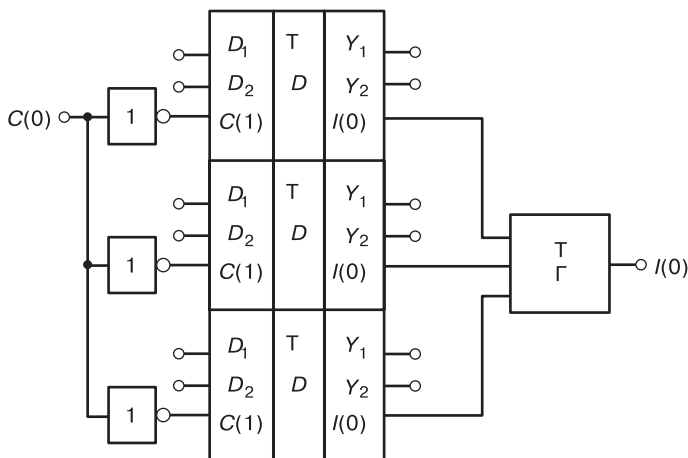 D₁ T Y₁
D₂ D Y₂
C(0) 1 C(1) I(0)
D₁ T Y₁
D₂ D Y₂
1 C(1) I(0)
Т
Г I(0)
D₁ T Y₁
D₂ D Y₂
1 C(1) I(0)